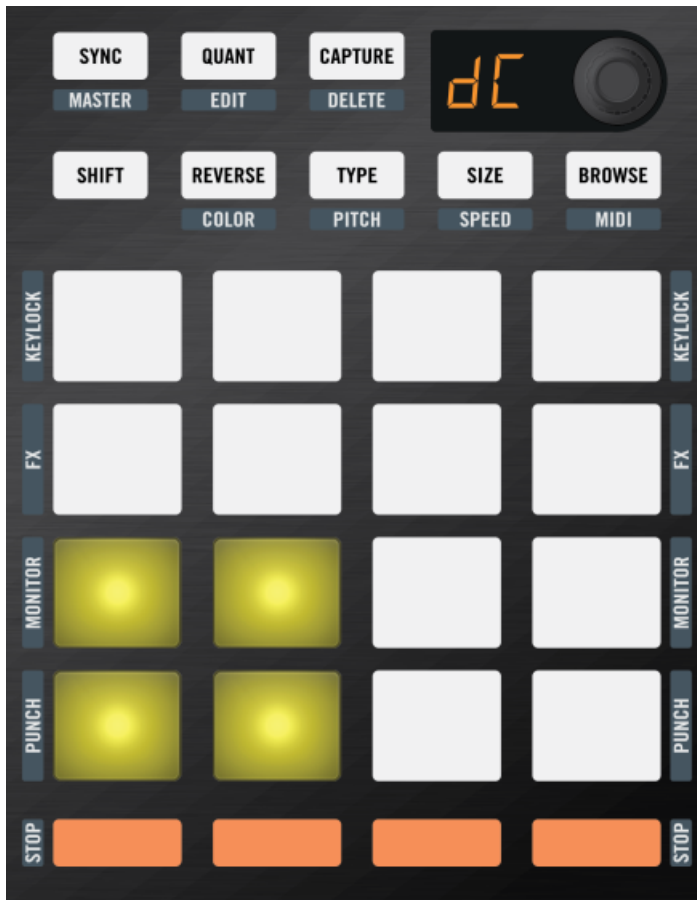 SYNC QUANT CAPTURE
MASTER EDIT DELETE
dC
SHIFT REVERSE TYPE SIZE BROWSE
COLOR PITCH SPEED MIDI
KEYLOCK KEYLOCK
FX FX
MONITOR MONITOR
PUNCH PUNCH
STOP STOP